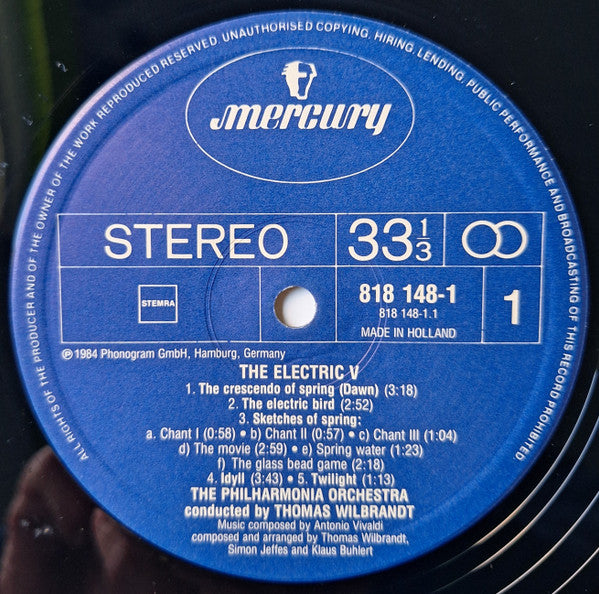 ALL RIGHTS OF THE PRODUCER AND OF THE OWNER OF THE WORK REPRODUCED RESERVED. UNAUTHORISED COPYING, HIRING, LENDING, PUBLIC PERFORMANCE AND BROADCASTING OF THIS RECORD PROHIBITED.
mercury
STEREO
33 1/3
STEMRA
818 148-1
818 148-1.1
MADE IN HOLLAND
1
℗ 1984 Phonogram GmbH, Hamburg, Germany
THE ELECTRIC V
1. The crescendo of spring (Dawn) (3:18)
2. The electric bird (2:52)
3. Sketches of spring:
a. Chant I (0:58) • b) Chant II (0:57) • c) Chant III (1:04)
d) The movie (2:59) • e) Spring water (1:23)
f) The glass bead game (2:18)
4. Idyll (3:43) • 5. Twilight (1:13)
THE PHILHARMONIA ORCHESTRA
conducted by THOMAS WILBRANDT
Music composed by Antonio Vivaldi
composed and arranged by Thomas Wilbrandt,
Simon Jeffes and Klaus Buhlert